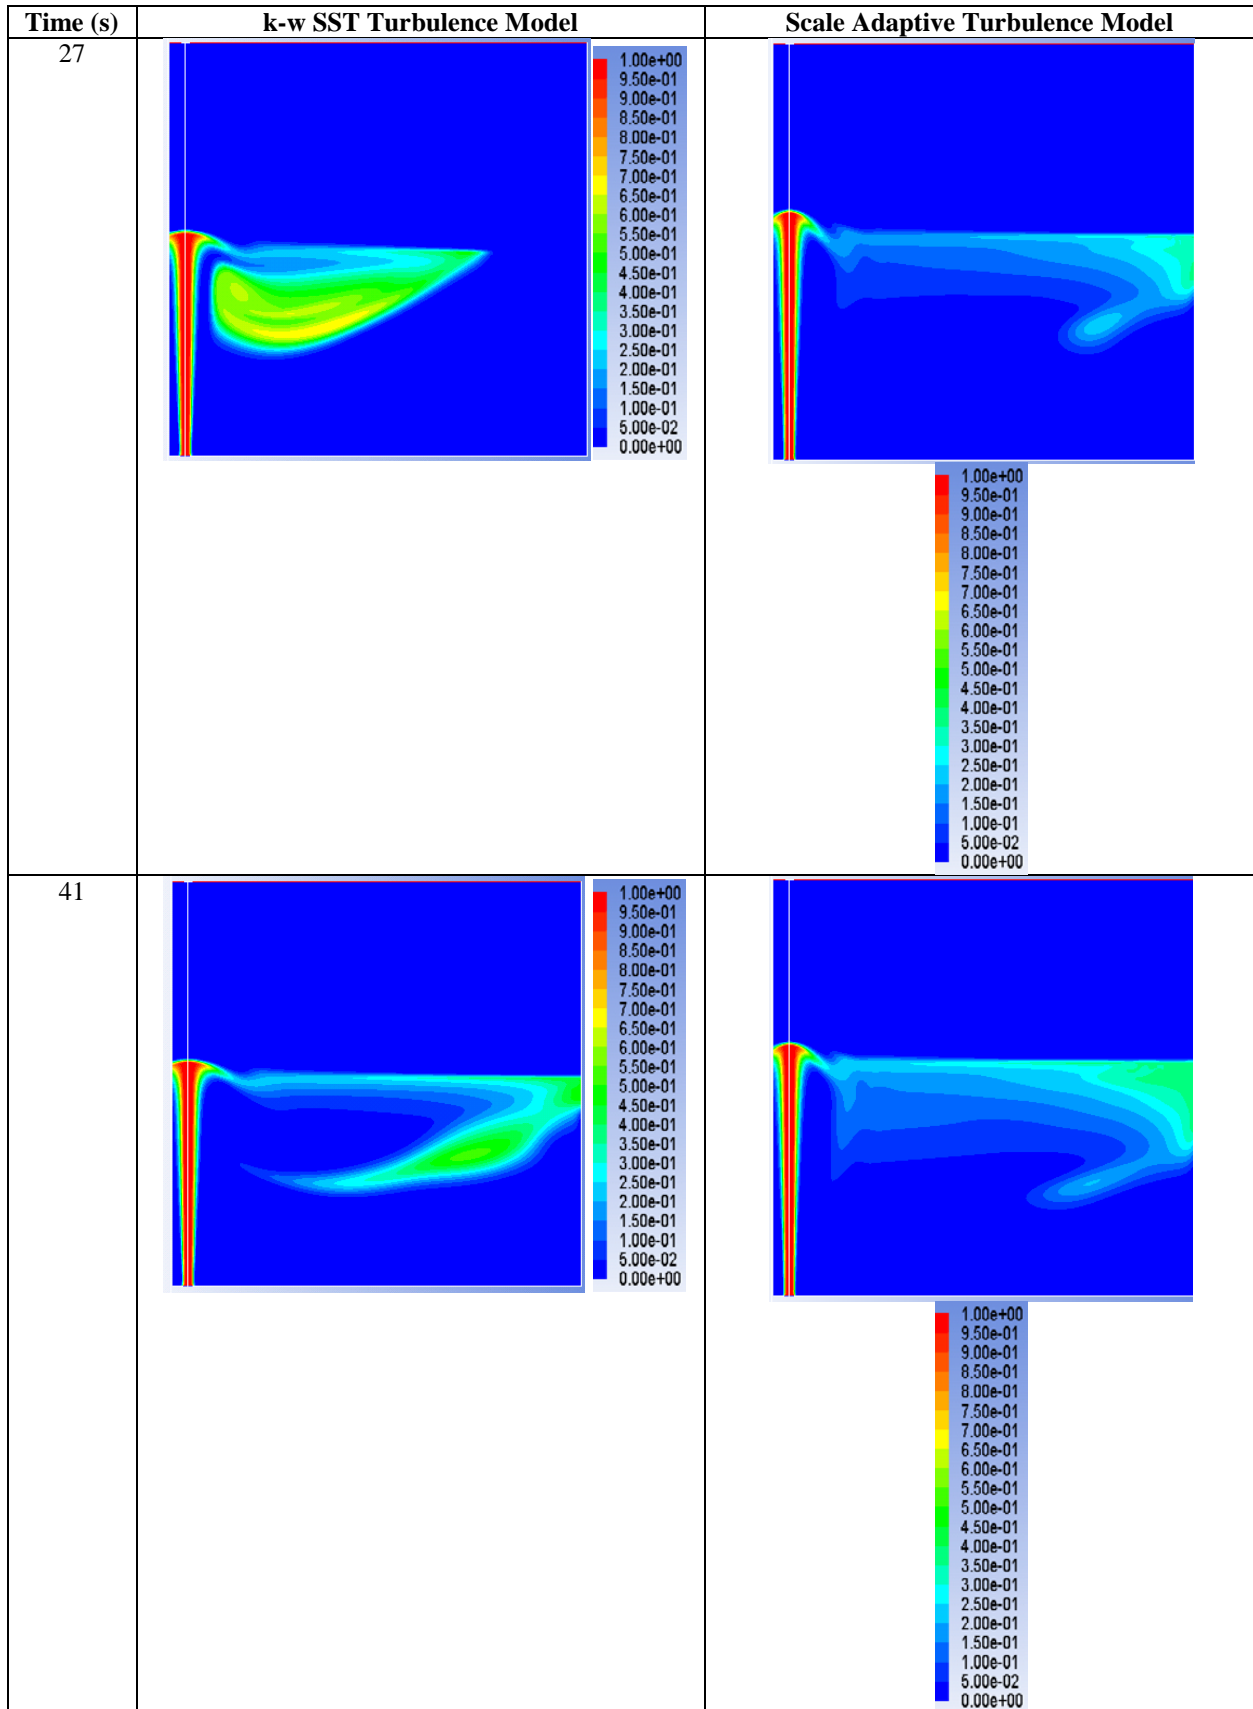 Time (s) k-w SST Turbulence Model Scale Adaptive Turbulence Model
27
1.00e+00
9.50e-01
9.00e-01
8.50e-01
8.00e-01
7.50e-01
7.00e-01
6.50e-01
6.00e-01
5.50e-01
5.00e-01
4.50e-01
4.00e-01
3.50e-01
3.00e-01
2.50e-01
2.00e-01
1.50e-01
1.00e-01
5.00e-02
0.00e+00
1.00e+00
9.50e-01
9.00e-01
8.50e-01
8.00e-01
7.50e-01
7.00e-01
6.50e-01
6.00e-01
5.50e-01
5.00e-01
4.50e-01
4.00e-01
3.50e-01
3.00e-01
2.50e-01
2.00e-01
1.50e-01
1.00e-01
5.00e-02
0.00e+00
41
1.00e+00
9.50e-01
9.00e-01
8.50e-01
8.00e-01
7.50e-01
7.00e-01
6.50e-01
6.00e-01
5.50e-01
5.00e-01
4.50e-01
4.00e-01
3.50e-01
3.00e-01
2.50e-01
2.00e-01
1.50e-01
1.00e-01
5.00e-02
0.00e+00
1.00e+00
9.50e-01
9.00e-01
8.50e-01
8.00e-01
7.50e-01
7.00e-01
6.50e-01
6.00e-01
5.50e-01
5.00e-01
4.50e-01
4.00e-01
3.50e-01
3.00e-01
2.50e-01
2.00e-01
1.50e-01
1.00e-01
5.00e-02
0.00e+00